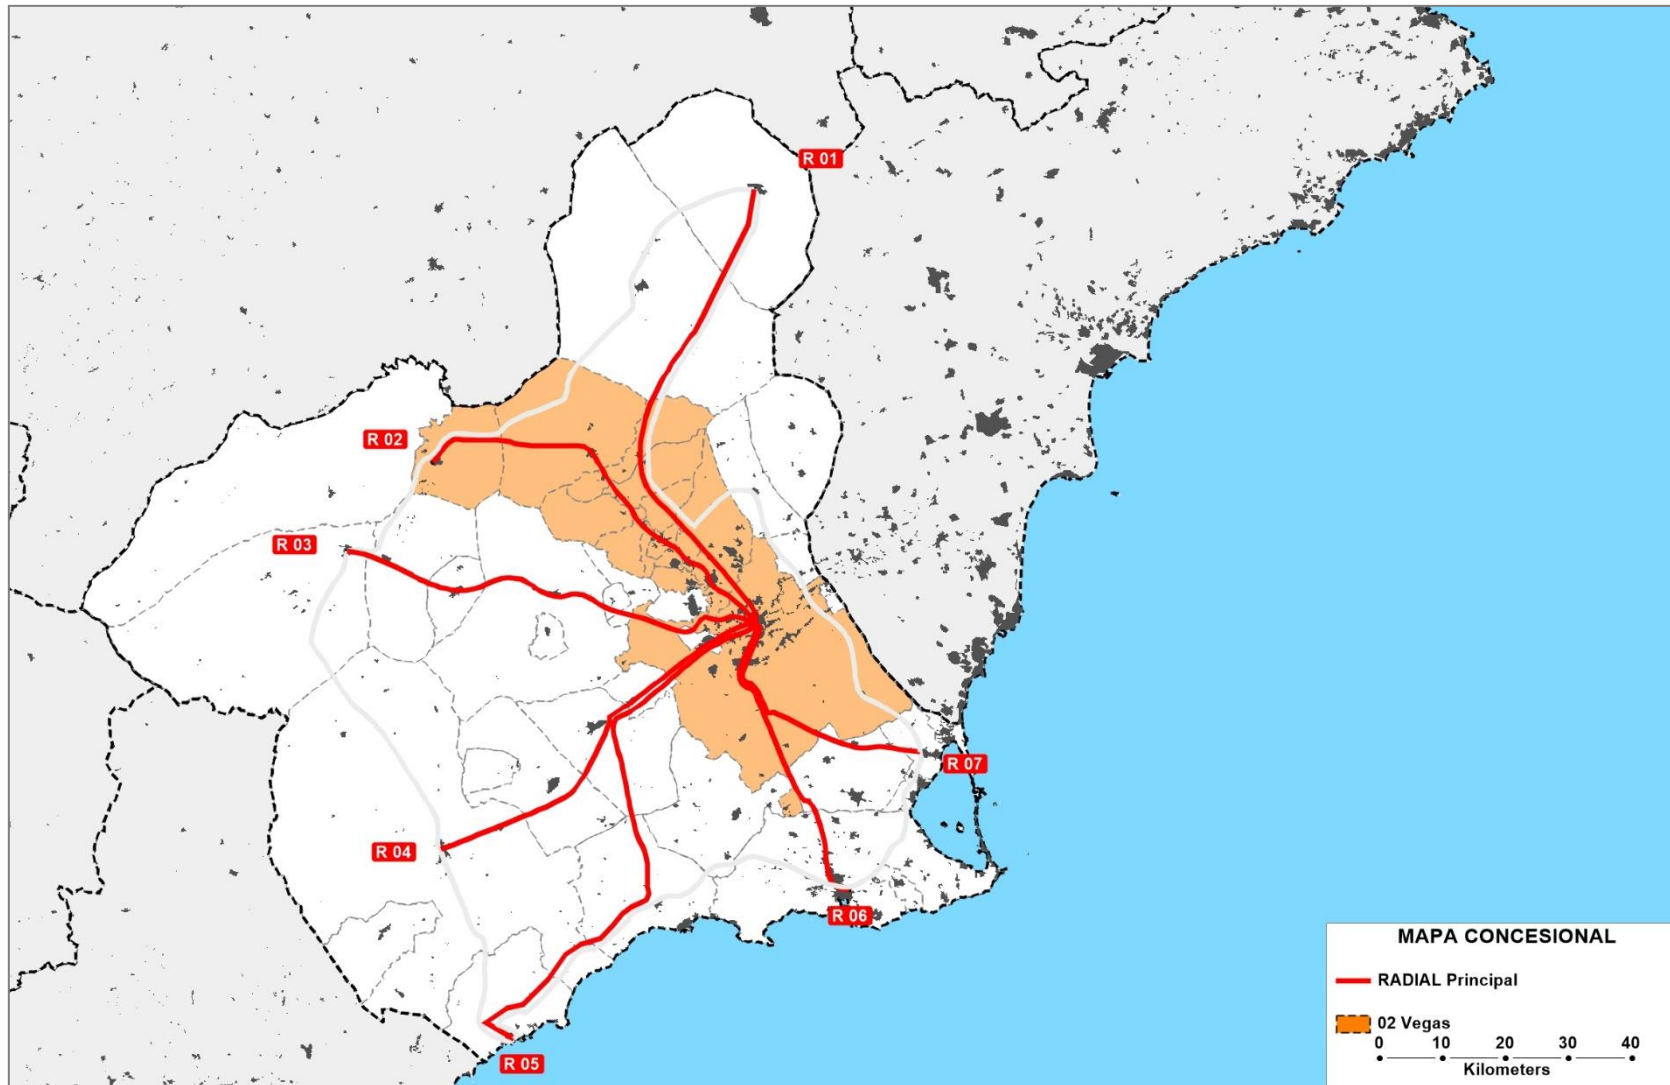 R 01
R 02
R 03
R 07
R 04
R 06
R 05
MAPA CONCESIONAL
RADIAL Principal
02 Vegas
0 10 20 30 40
Kilometers